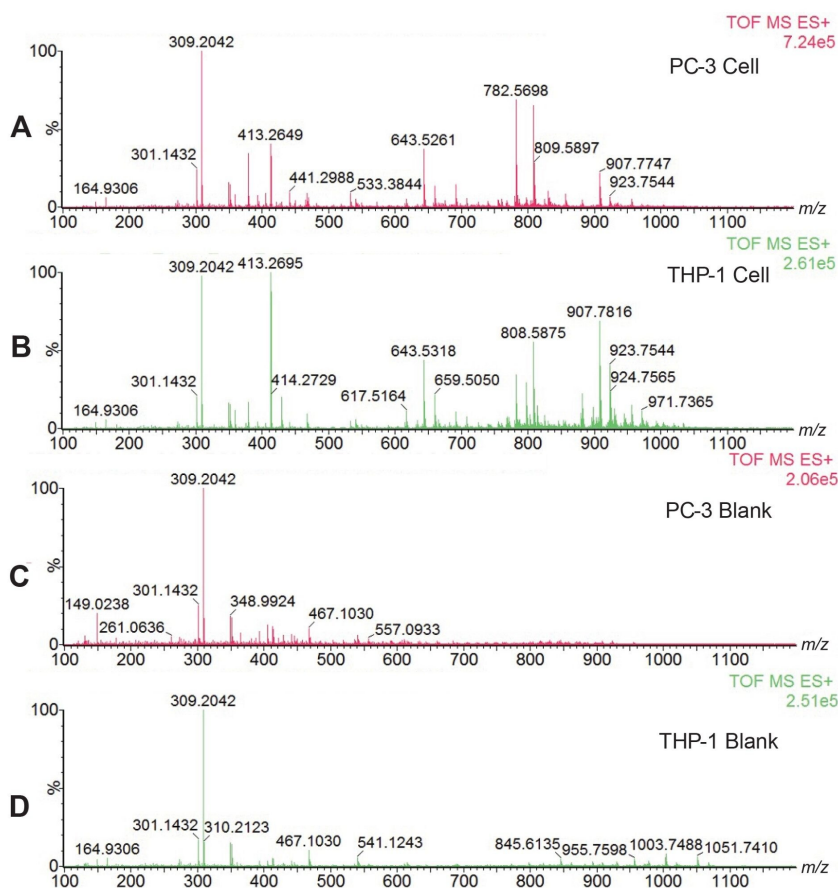 TOF MS ES+
7.24e5
PC-3 Cell
A
100
%
0
309.2042
782.5698
413.2649
643.5261
809.5897
301.1432
907.7747
441.2988
533.3844
923.7544
164.9306
100 200 300 400 500 600 700 800 900 1000 1100 m/z
TOF MS ES+
2.61e5
THP-1 Cell
B
100
%
0
309.2042
413.2695
907.7816
808.5875
643.5318
923.7544
301.1432
414.2729
617.5164
659.5050
924.7565
971.7365
164.9306
100 200 300 400 500 600 700 800 900 1000 1100 m/z
TOF MS ES+
2.06e5
PC-3 Blank
C
100
%
0
309.2042
301.1432
149.0238
348.9924
261.0636
467.1030
557.0933
100 200 300 400 500 600 700 800 900 1000 1100 m/z
TOF MS ES+
2.51e5
THP-1 Blank
D
100
%
0
309.2042
301.1432
310.2123
164.9306
467.1030
541.1243
845.6135
955.7598
1003.7488
1051.7410
100 200 300 400 500 600 700 800 900 1000 1100 m/z